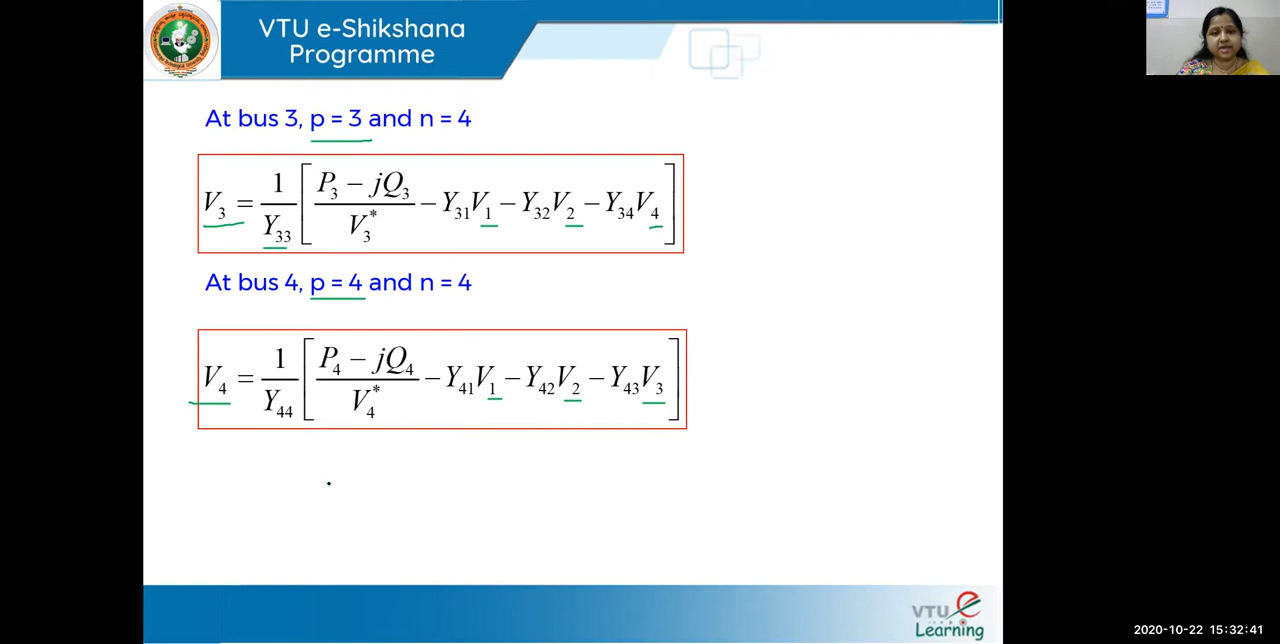 VTU e-Shikshana
Programme
At bus 3, p = 3 and n = 4
V₃ = 1/Y₃₃ [ (P₃ − jQ₃)/V₃* − Y₃₁V₁ − Y₃₂V₂ − Y₃₄V₄ ]
At bus 4, p = 4 and n = 4
V₄ = 1/Y₄₄ [ (P₄ − jQ₄)/V₄* − Y₄₁V₁ − Y₄₂V₂ − Y₄₃V₃ ]
VTU e
Learning
2020-10-22 15:32:41